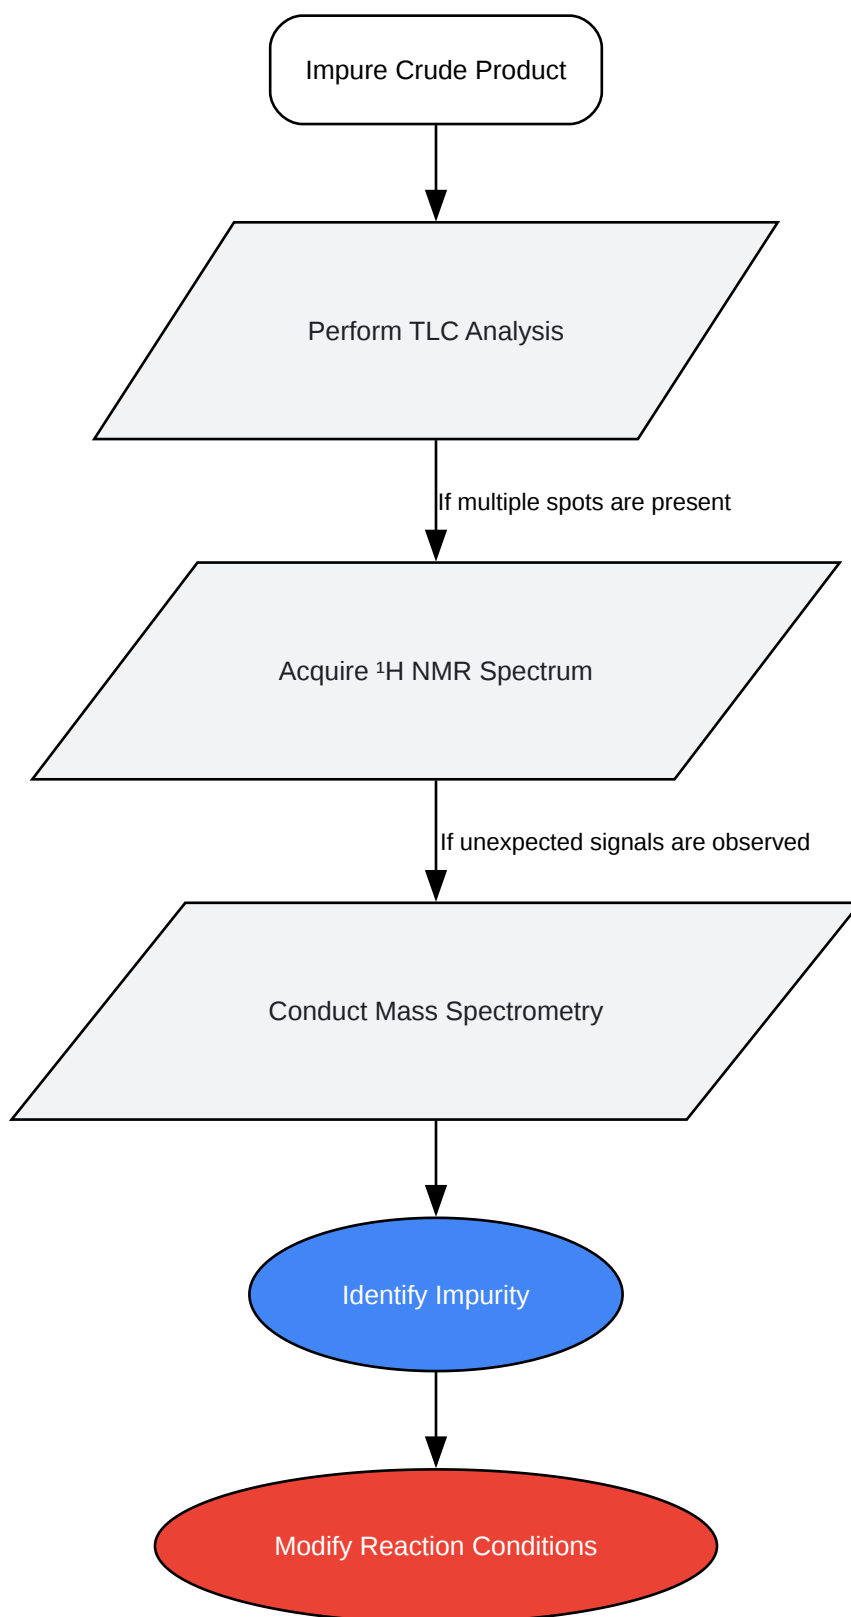 Impure Crude Product
Perform TLC Analysis
If multiple spots are present
Acquire ¹H NMR Spectrum
If unexpected signals are observed
Conduct Mass Spectrometry
Identify Impurity
Modify Reaction Conditions